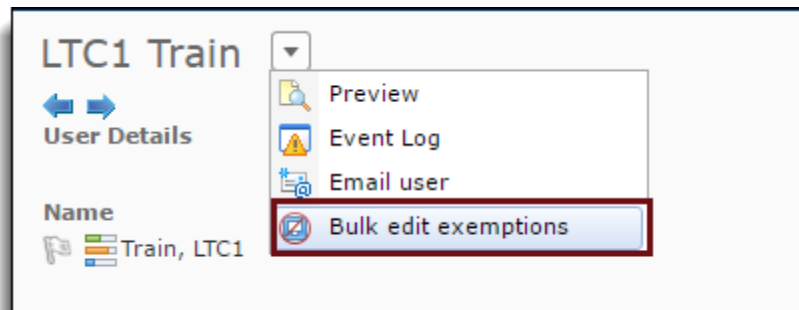 LTC1 Train
Preview
Event Log
Email user
Bulk edit exemptions
User Details
Name
Train, LTC1